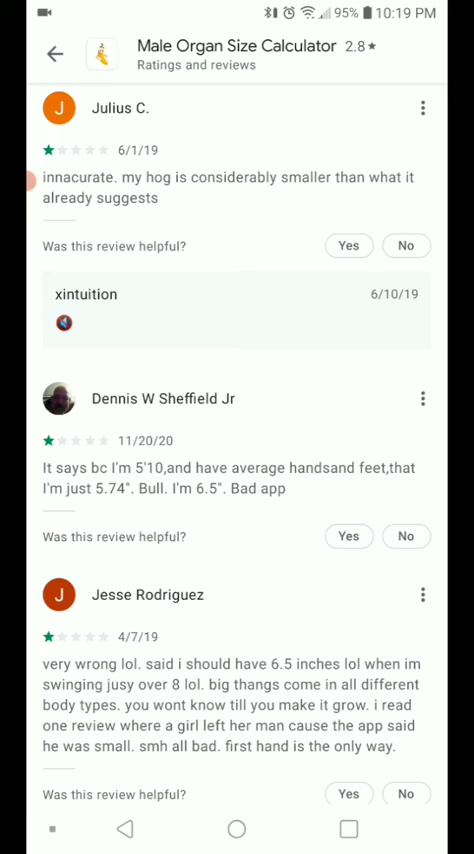 95% 10:19 PM
Male Organ Size Calculator 2.8★
Ratings and reviews
J Julius C.
6/1/19
innacurate. my hog is considerably smaller than what it
already suggests
Was this review helpful? Yes No
xintuition 6/10/19
Dennis W Sheffield Jr
11/20/20
It says bc I'm 5'10,and have average handsand feet,that
I'm just 5.74". Bull. I'm 6.5". Bad app
Was this review helpful? Yes No
J Jesse Rodriguez
4/7/19
very wrong lol. said i should have 6.5 inches lol when im
swinging jusy over 8 lol. big thangs come in all different
body types. you wont know till you make it grow. i read
one review where a girl left her man cause the app said
he was small. smh all bad. first hand is the only way.
Was this review helpful? Yes No